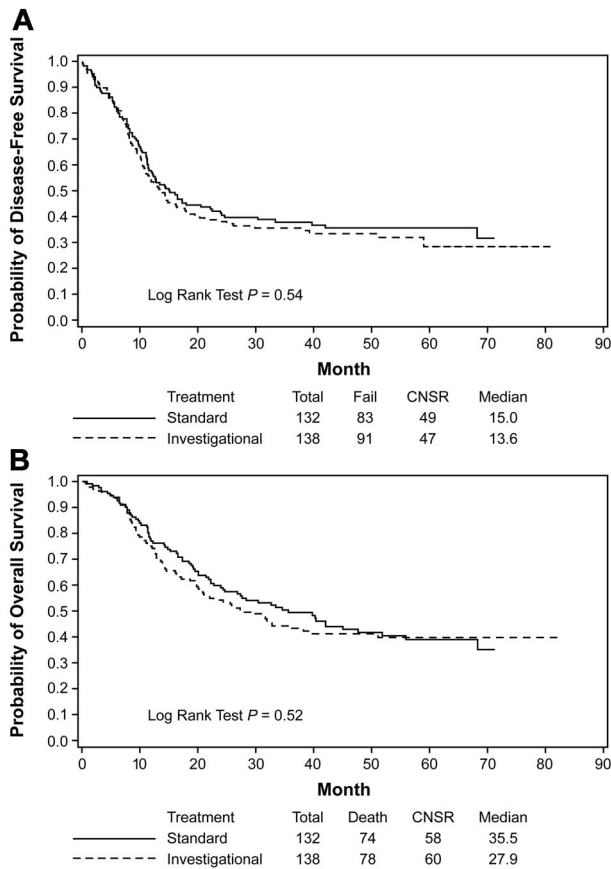 A
Probability of Disease-Free Survival
1.0
0.9
0.8
0.7
0.6
0.5
0.4
0.3
0.2
0.1
0.0
Log Rank Test P = 0.54
0 10 20 30 40 50 60 70 80 90
Month
Treatment Total Fail CNSR Median
Standard 132 83 49 15.0
Investigational 138 91 47 13.6
B
Probability of Overall Survival
1.0
0.9
0.8
0.7
0.6
0.5
0.4
0.3
0.2
0.1
0.0
Log Rank Test P = 0.52
0 10 20 30 40 50 60 70 80 90
Month
Treatment Total Death CNSR Median
Standard 132 74 58 35.5
Investigational 138 78 60 27.9